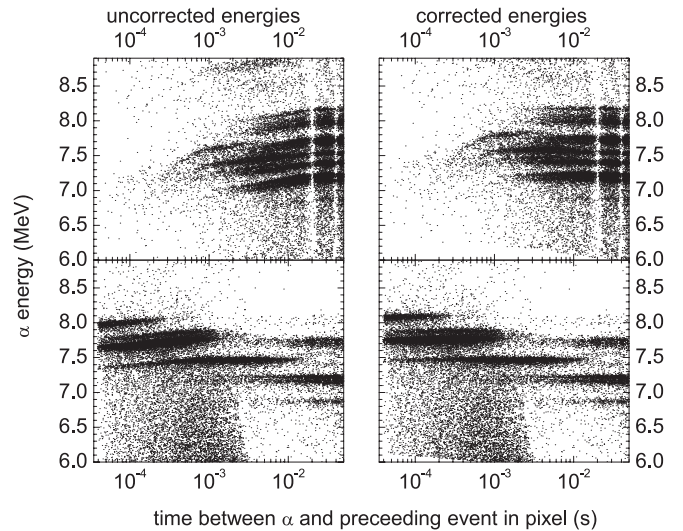 uncorrected energies corrected energies
10⁻⁴ 10⁻³ 10⁻² 10⁻⁴ 10⁻³ 10⁻²
8.5 8.5
8.0 8.0
7.5 7.5
7.0 7.0
6.5 6.5
6.0 6.0
8.5 8.5
8.0 8.0
7.5 7.5
7.0 7.0
6.5 6.5
6.0 6.0
α energy (MeV)
10⁻⁴ 10⁻³ 10⁻² 10⁻⁴ 10⁻³ 10⁻²
time between α and preceeding event in pixel (s)